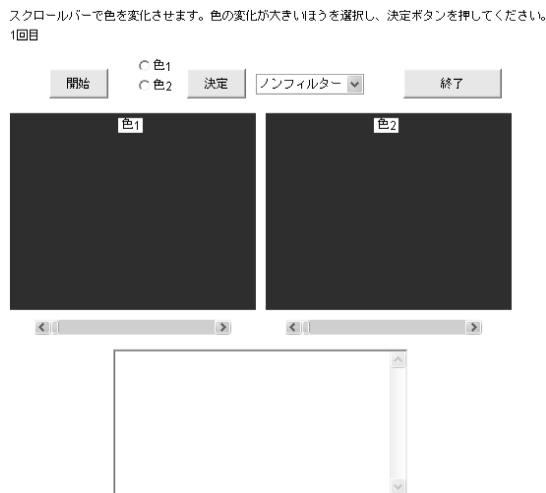 スクロールバーで色を変化させます。色の変化が大きいほうを選択し、決定ボタンを押してください。
1回目
開始
色1
色2
決定
ノンフィルター
終了
色1
色2